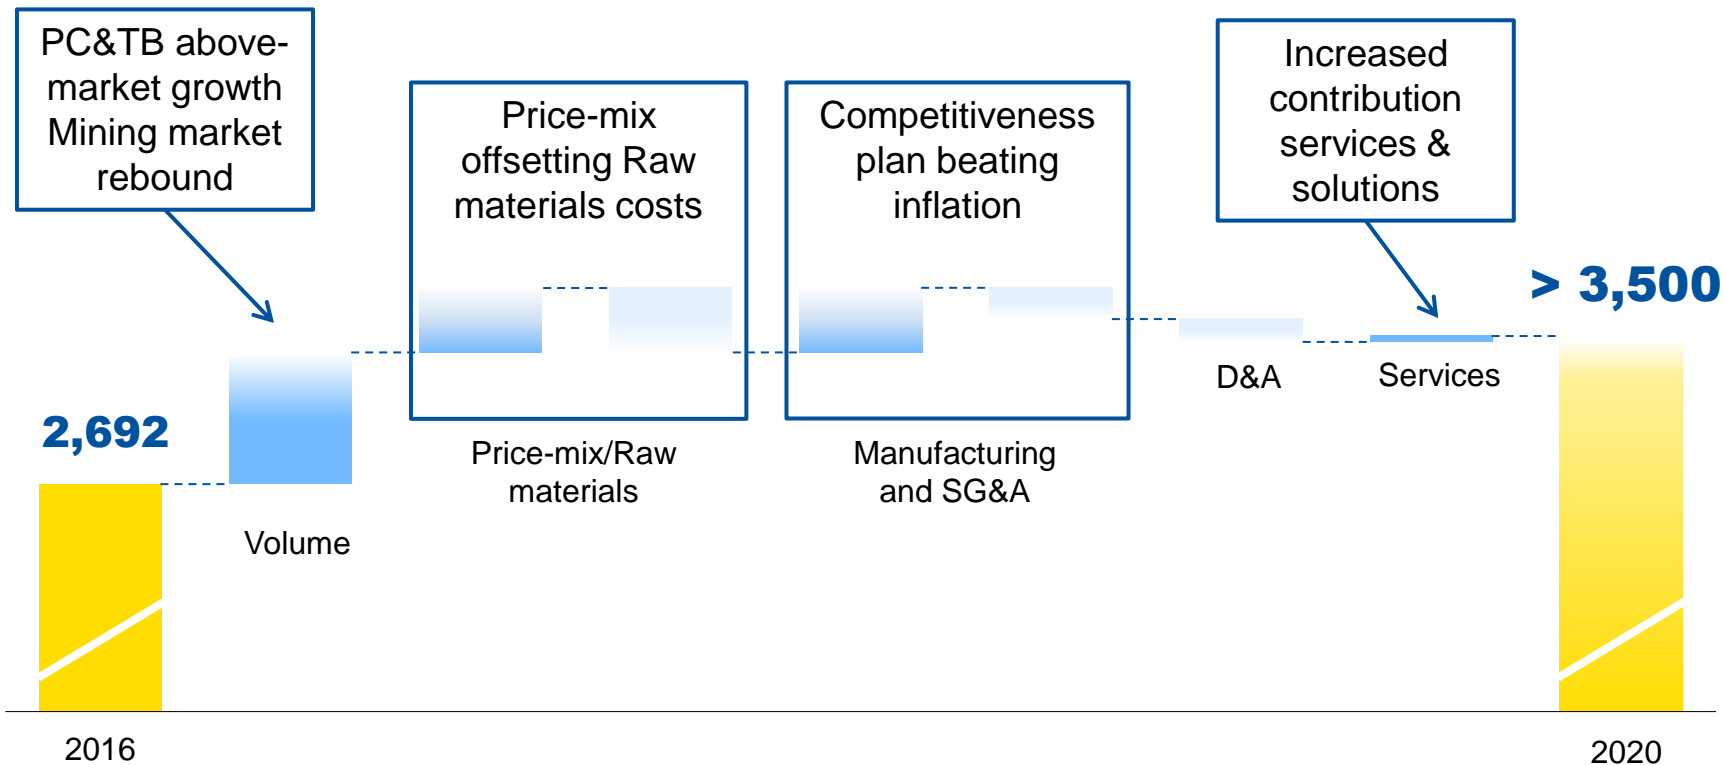 PC&TB above-
market growth
Mining market
rebound
Price-mix
offsetting Raw
materials costs
Competitiveness
plan beating
inflation
Increased
contribution
services &
solutions
> 3,500
2,692
D&A
Services
Price-mix/Raw
materials
Manufacturing
and SG&A
Volume
2016
2020